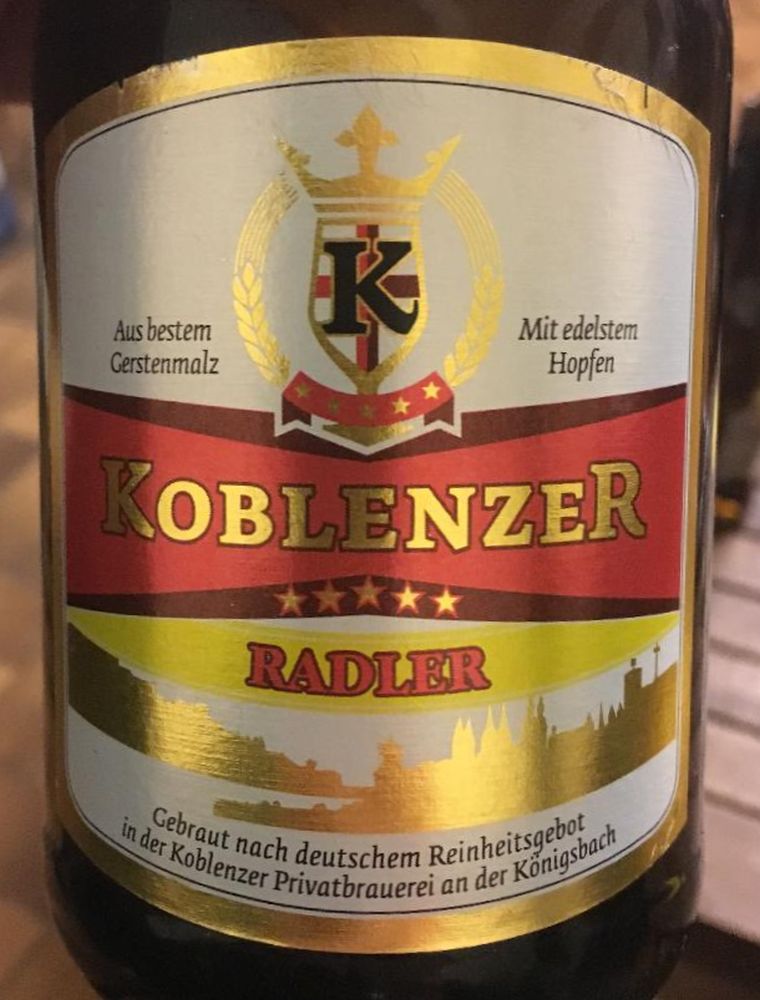 K
Aus bestem
Gerstenmalz
Mit edelstem
Hopfen
KOBLENZER
RADLER
Gebraut nach deutschem Reinheitsgebot
in der Koblenzer Privatbrauerei an der Königsbach